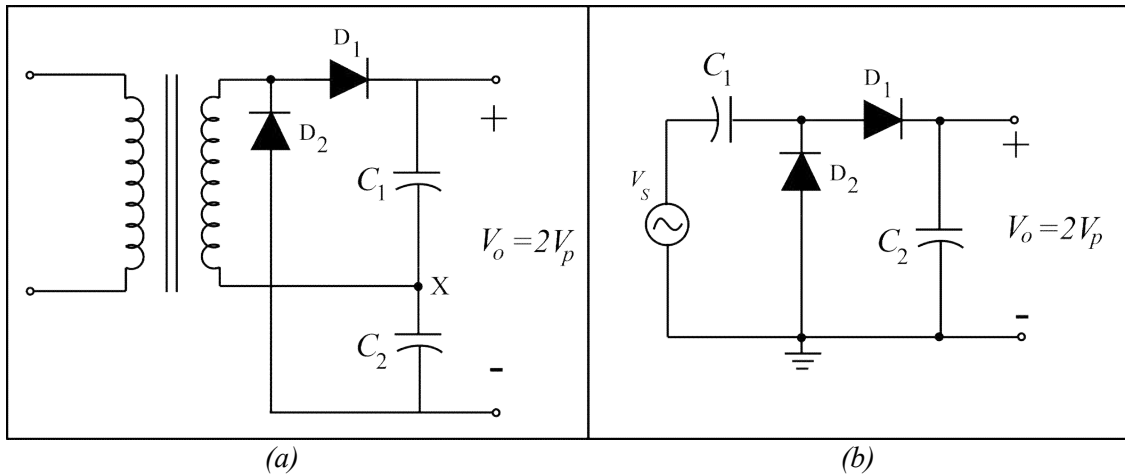 D1
D2
C1
+
Vo =2Vp
X
C2
-
(a)
C1
D1
+
D2
VS
C2
Vo =2Vp
-
(b)